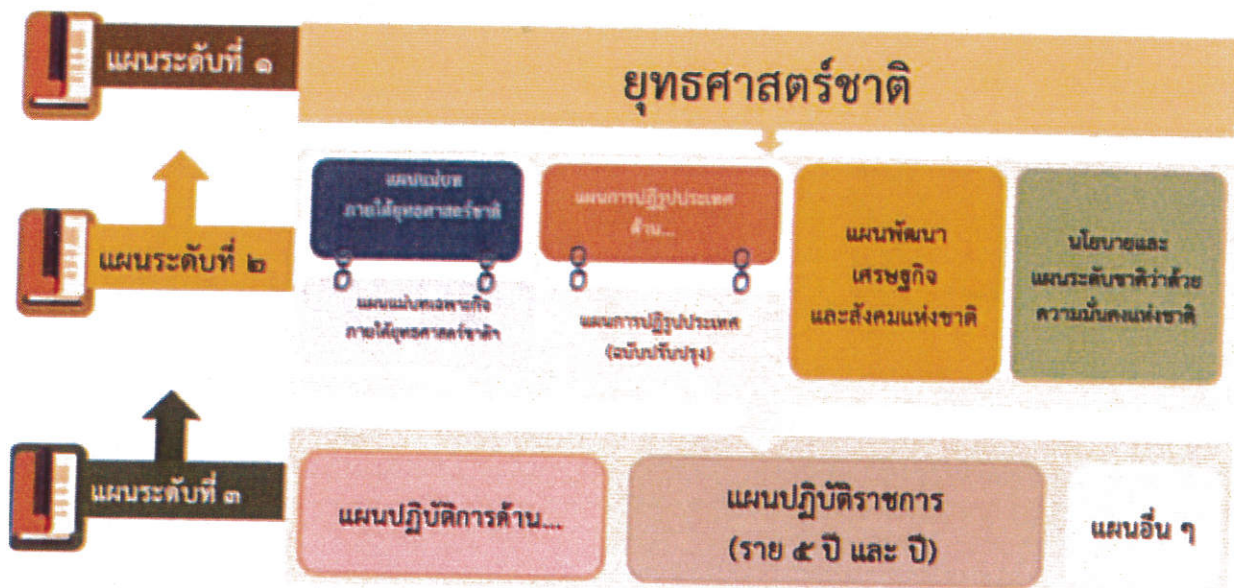 แผนระดับที่ ๑
ยุทธศาสตร์ชาติ
แผนระดับที่ ๒
แผนแม่บท
ภายใต้ยุทธศาสตร์ชาติ
แผนแม่บทเฉพาะกิจ
ภายใต้ยุทธศาสตร์ชาติฯ
แผนการปฏิรูปประเทศ
ด้าน...
แผนการปฏิรูปประเทศ
(ฉบับปรับปรุง)
แผนพัฒนา
เศรษฐกิจ
และสังคมแห่งชาติ
นโยบายและ
แผนระดับชาติว่าด้วย
ความมั่นคงแห่งชาติ
แผนระดับที่ ๓
แผนปฏิบัติการด้าน...
แผนปฏิบัติราชการ
(ราย ๕ ปี และ ปี)
แผนอื่น ๆ